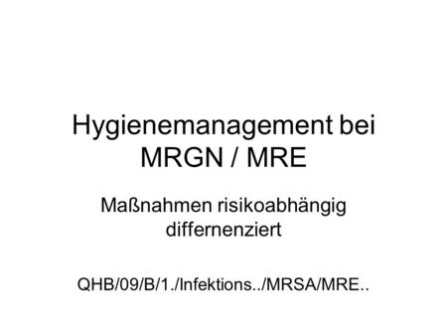 Hygienemanagement bei
MRGN / MRE
Maßnahmen risikoabhängig
differnenziert
QHB/09/B/1./Infektions../MRSA/MRE..